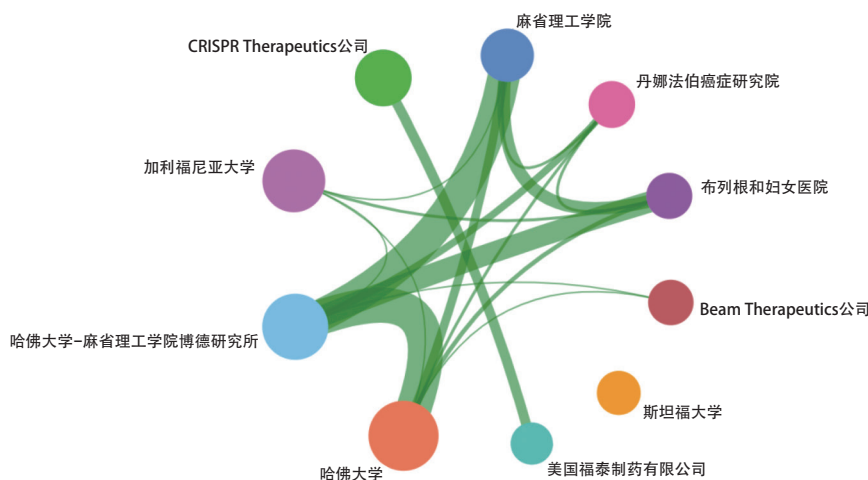 麻省理工学院
CRISPR Therapeutics公司
丹娜法伯癌症研究院
加利福尼亚大学
布列根和妇女医院
Beam Therapeutics公司
哈佛大学-麻省理工学院博德研究所
斯坦福大学
美国福泰制药有限公司
哈佛大学